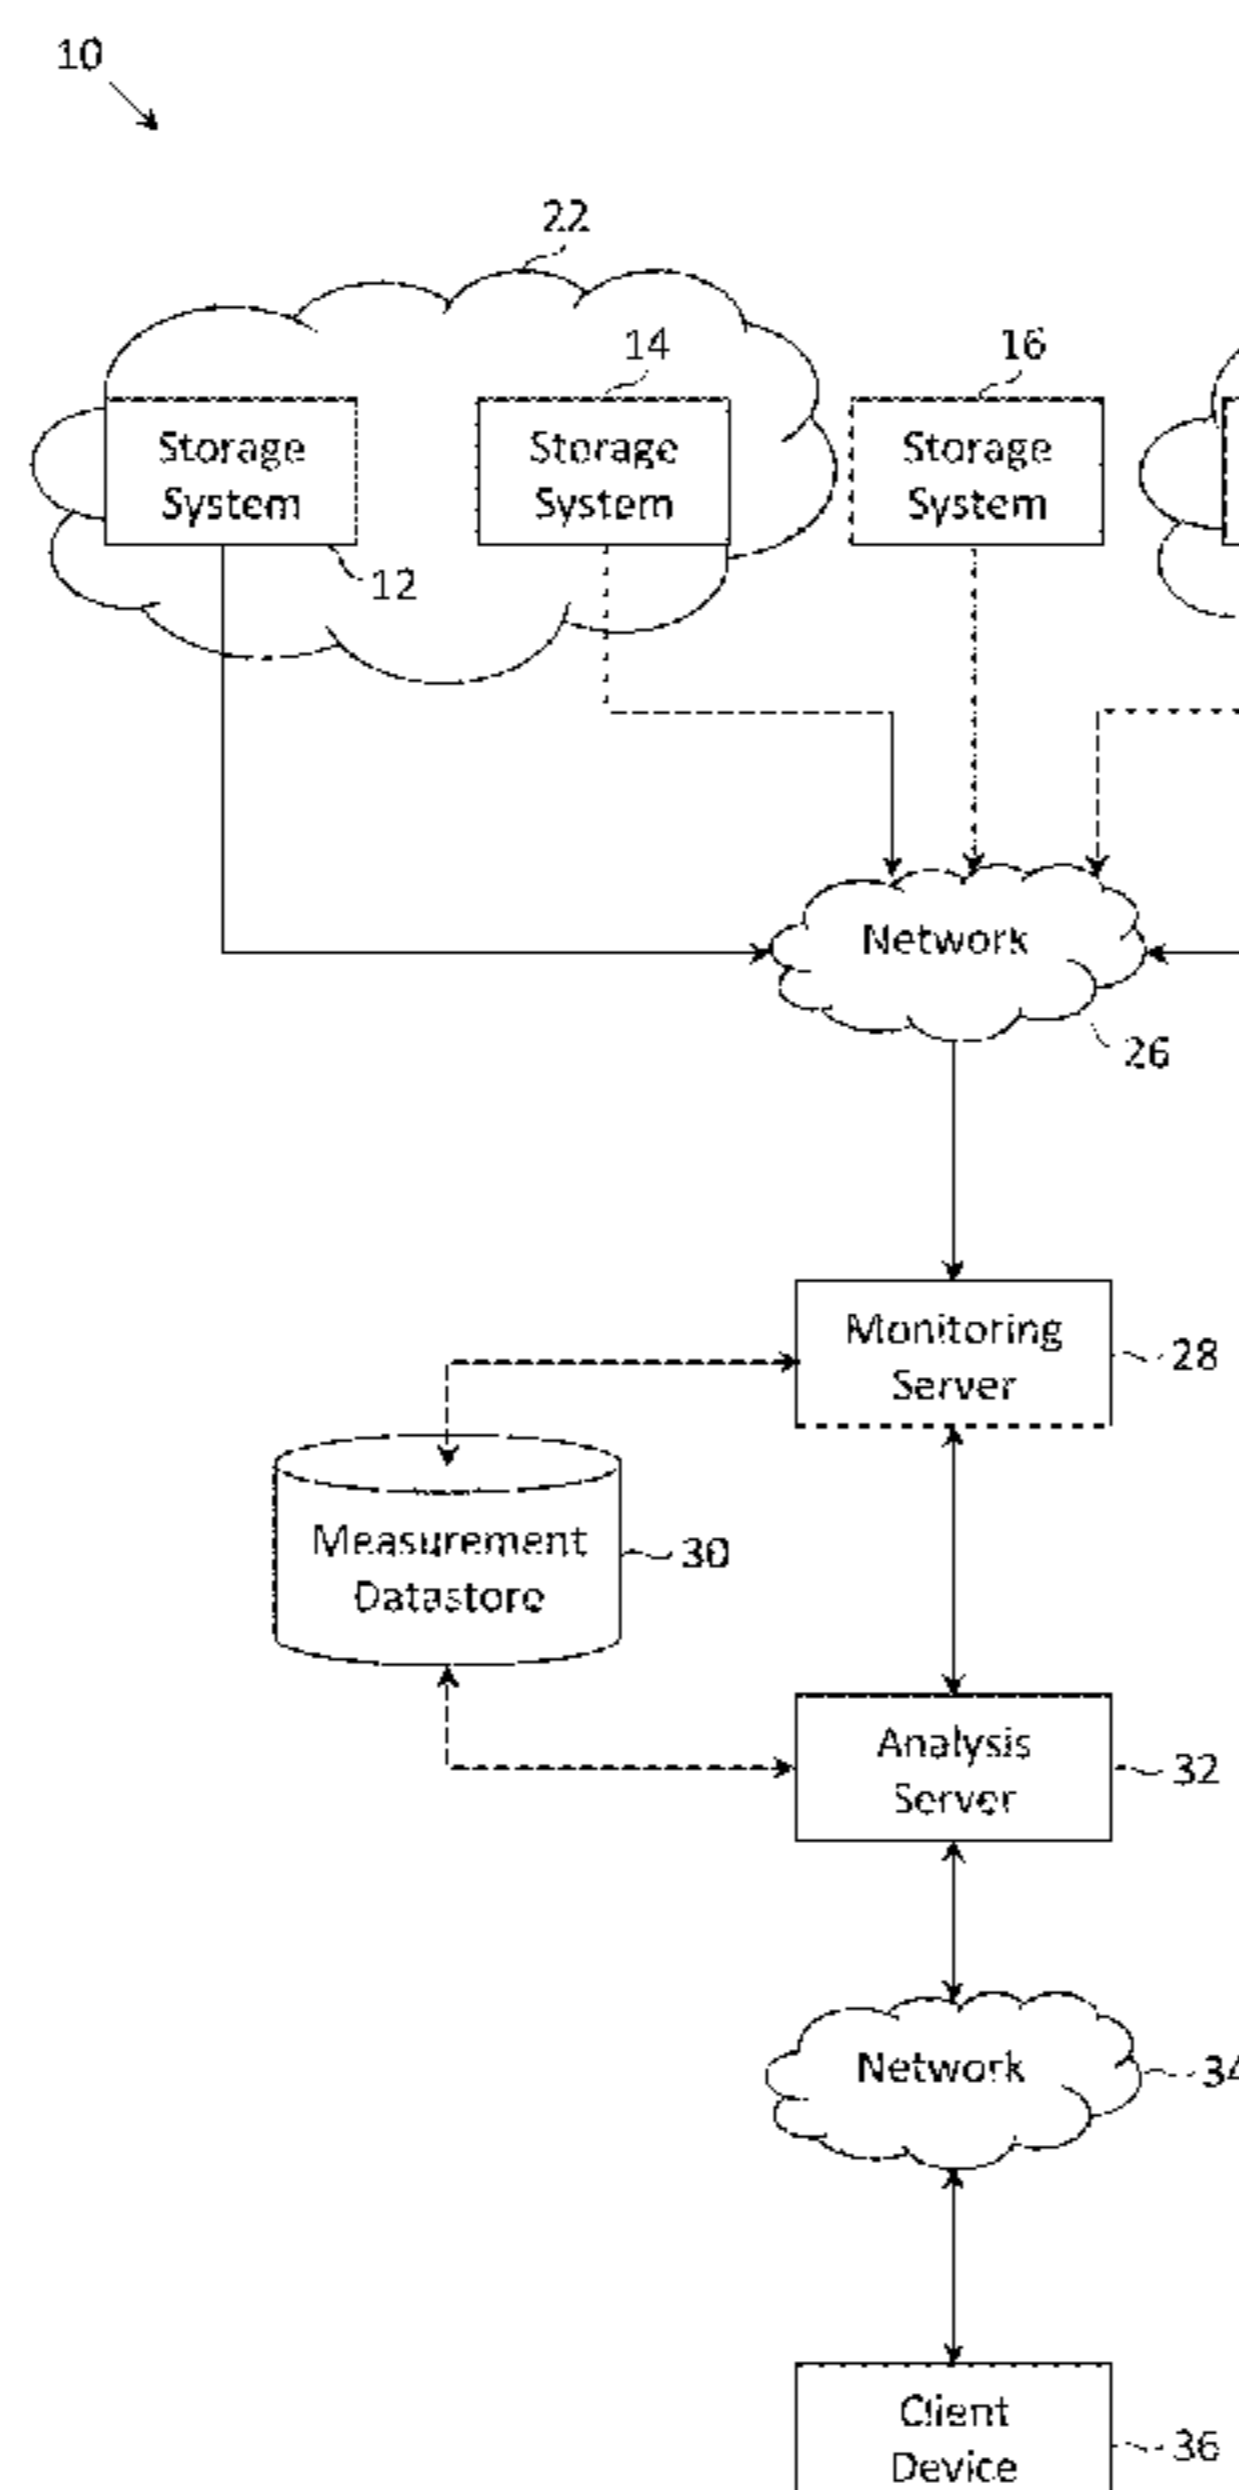 10
22
14
16
Storage
System
Storage
System
Storage
System
12
Network
26
Monitoring
Server
28
Measurement
Datastore
30
Analysis
Server
32
Network
34
Client
Device
36